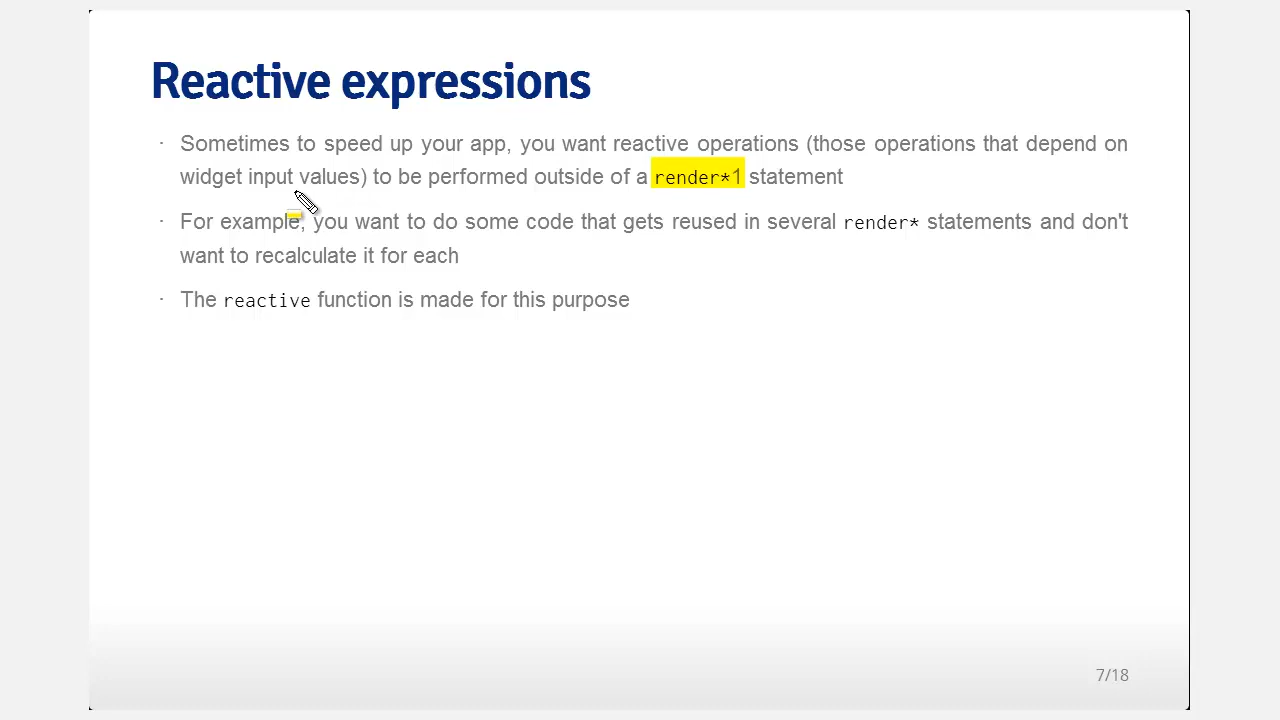 Reactive expressions
· Sometimes to speed up your app, you want reactive operations (those operations that depend on
widget input values) to be performed outside of a render*1 statement
· For example, you want to do some code that gets reused in several render* statements and don't
want to recalculate it for each
· The reactive function is made for this purpose
7/18